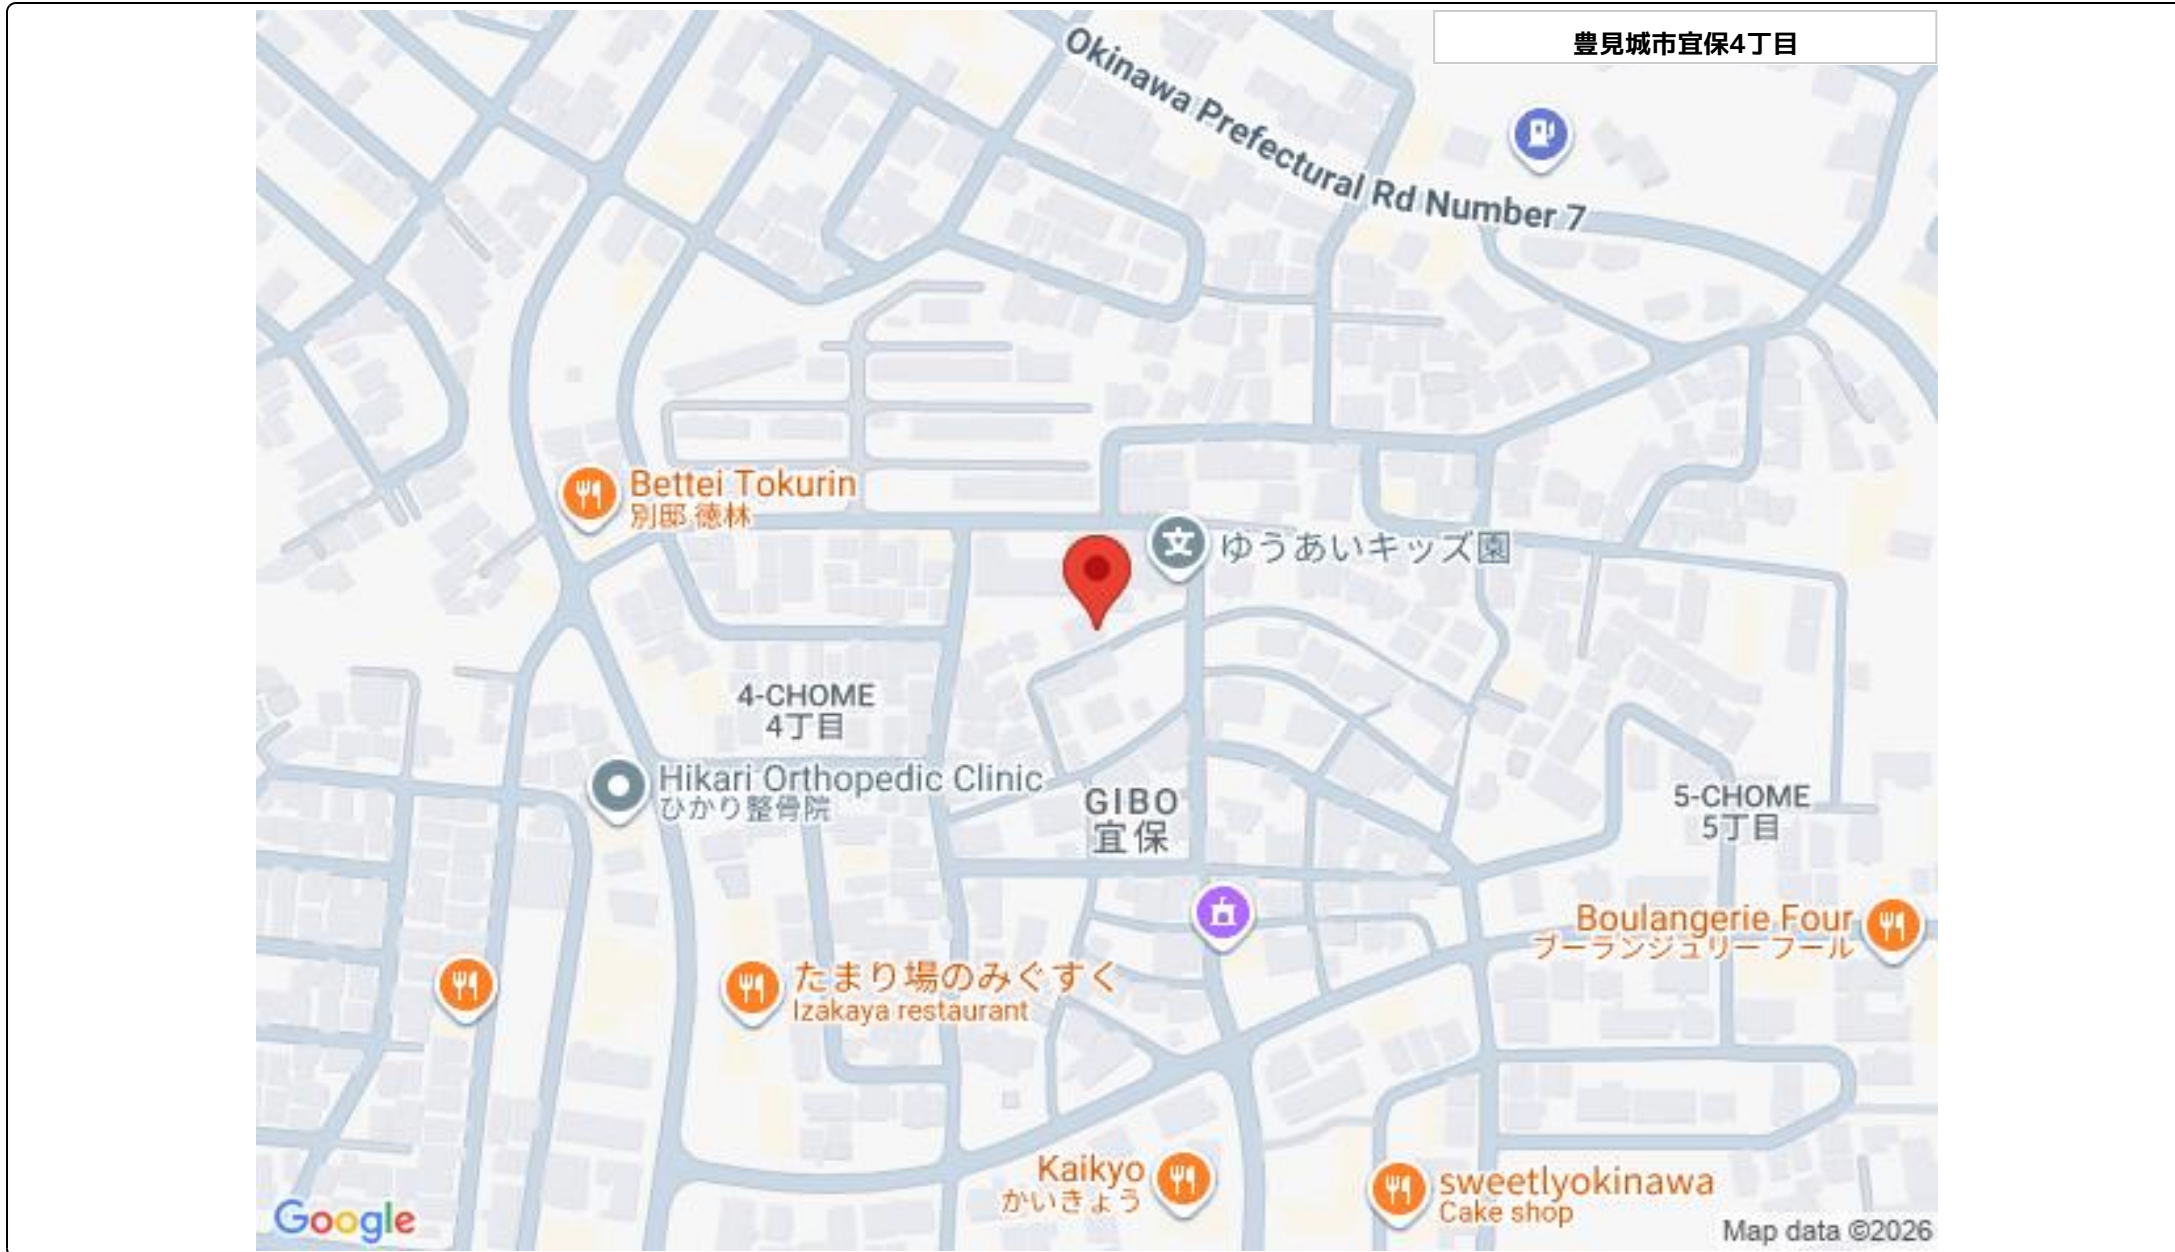 豊見城市宜保4丁目
Okinawa Prefectural Rd Number 7
Bettei Tokurin
別邸 徳林
文
ゆうあいキッズ園
4-CHOME
4丁目
Hikari Orthopedic Clinic
ひかり整骨院
GIBO
宜保
5-CHOME
5丁目
Boulangerie Four
ブーランジュリー フール
たまり場のみぐすく
Izakaya restaurant
Kaikyo
かいきょう
sweetlyokinawa
Cake shop
Google
Map data ©2026